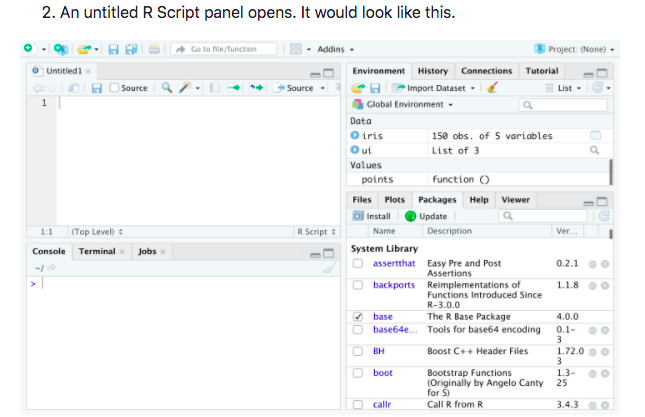 2. An untitled R Script panel opens. It would look like this.
Go to file/function
Addins
Project: (None)
Untitled1
Source
Source
1
1:1 (Top Level) R Script
Console Terminal Jobs
~/
>
Environment History Connections Tutorial
Import Dataset List
Global Environment
Data
iris 150 obs. of 5 variables
ui List of 3
Values
points function ()
Files Plots Packages Help Viewer
Install Update
Name Description Ver...
System Library
assertthat Easy Pre and Post 0.2.1
Assertions
backports Reimplementations of 1.1.8
Functions Introduced Since
R-3.0.0
base The R Base Package 4.0.0
base64e... Tools for base64 encoding 0.1-
3
BH Boost C++ Header Files 1.72.0
3
boot Bootstrap Functions 1.3-
(Originally by Angelo Canty 25
for S)
callr Call R from R 3.4.3